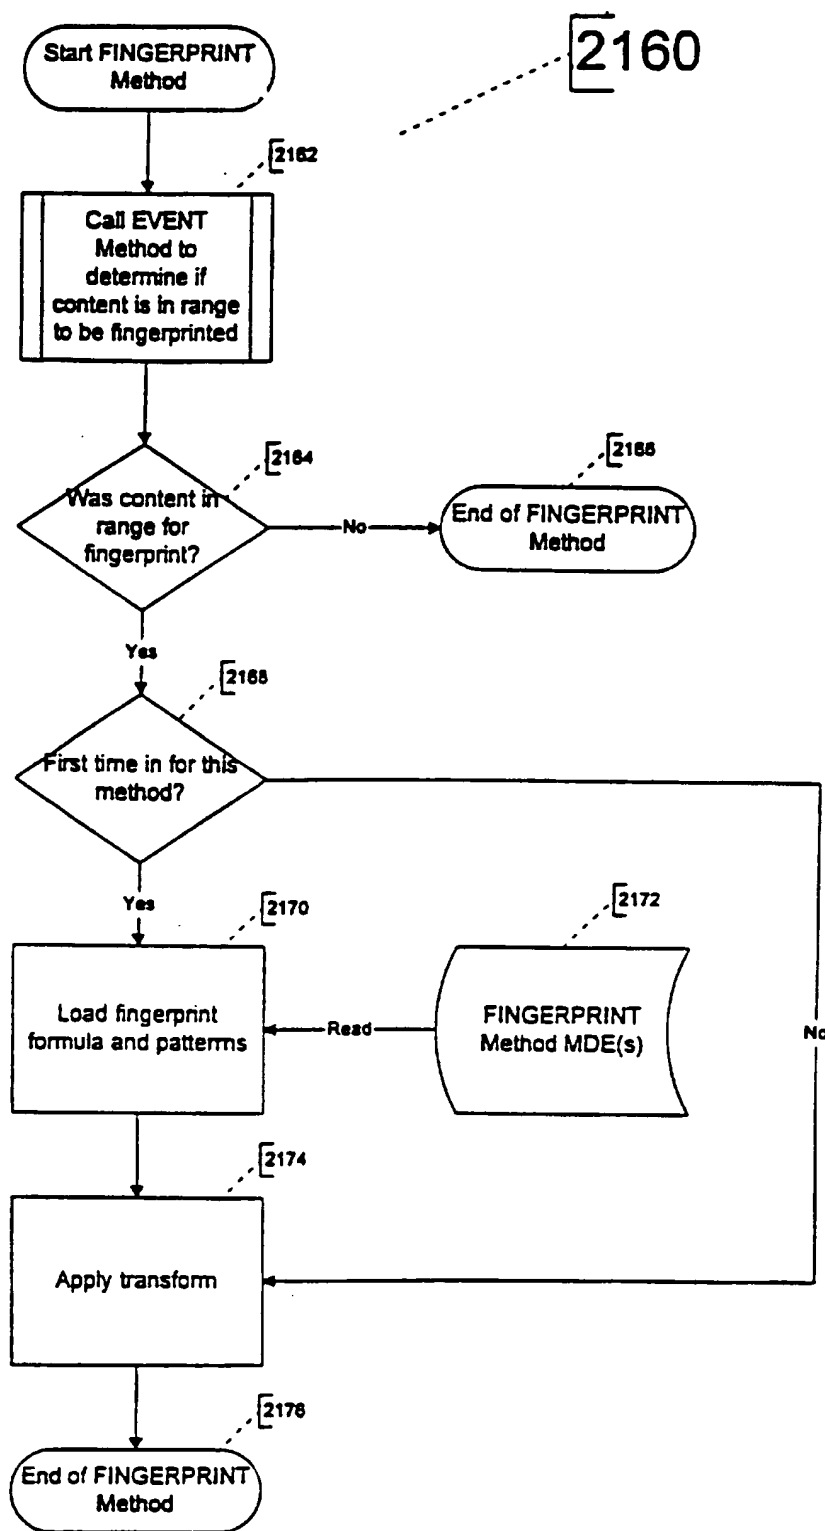 Start FINGERPRINT
Method
2160
2162
Call EVENT
Method to
determine if
content is in range
to be fingerprinted
2164
2166
Was content in
range for
fingerprint?
No
End of FINGERPRINT
Method
Yes
2168
First time in for this
method?
Yes
2170
2172
Load fingerprint
formula and patterms
Read
FINGERPRINT
Method MDE(s)
No
2174
Apply transform
2176
End of FINGERPRINT
Method